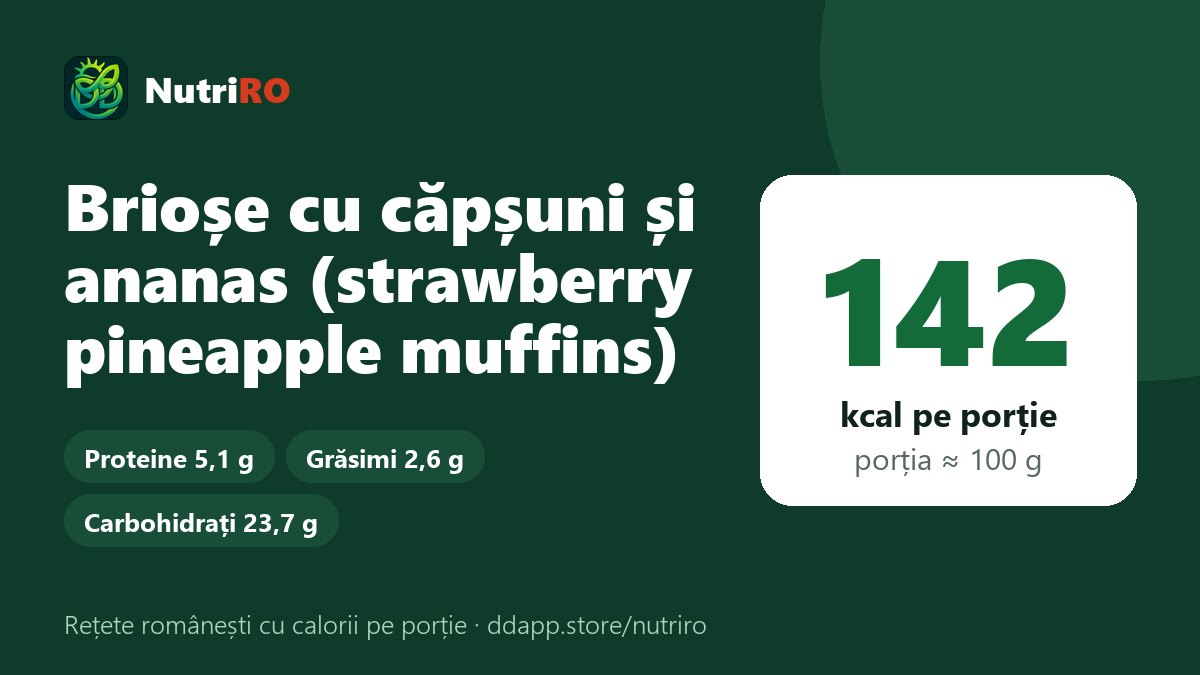 NutriRO
Brioșe cu căpșuni și
ananas (strawberry
pineapple muffins)
142
kcal pe porție
porția ≈ 100 g
Proteine 5,1 g
Grăsimi 2,6 g
Carbohidrați 23,7 g
Rețete românești cu calorii pe porție · ddapp.store/nutriro